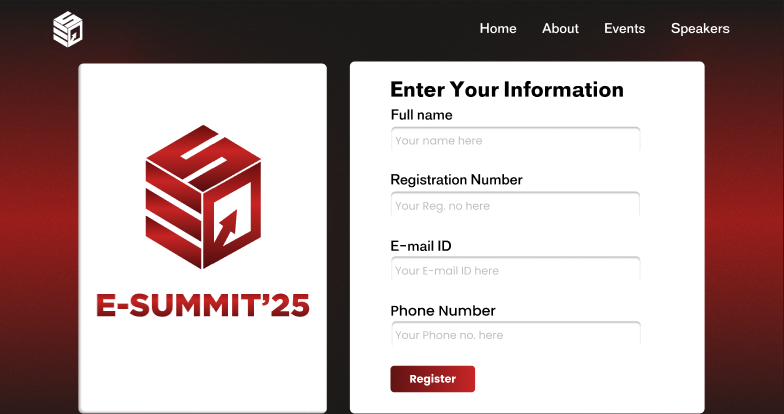 Home About Events Speakers
E-SUMMIT’25
Enter Your Information
Full name
Your name here
Registration Number
Your Reg. no here
E-mail ID
Your E-mail ID here
Phone Number
Your Phone no. here
Register